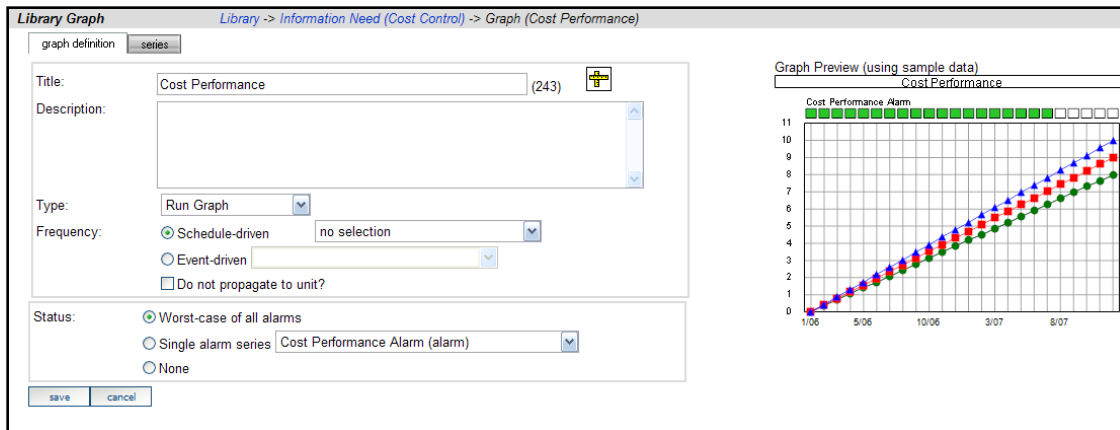 Library Graph
Library -> Information Need (Cost Control) -> Graph (Cost Performance)
graph definition
series
Title:
Cost Performance
(243)
Description:
Type:
Run Graph
Frequency:
Schedule-driven
no selection
Event-driven
Do not propagate to unit?
Status:
Worst-case of all alarms
Single alarm series
Cost Performance Alarm (alarm)
None
save
cancel
Graph Preview (using sample data)
Cost Performance
Cost Performance Alarm
11
10
9
8
7
6
5
4
3
2
1
0
1/06 5/06 10/06 3/07 8/07